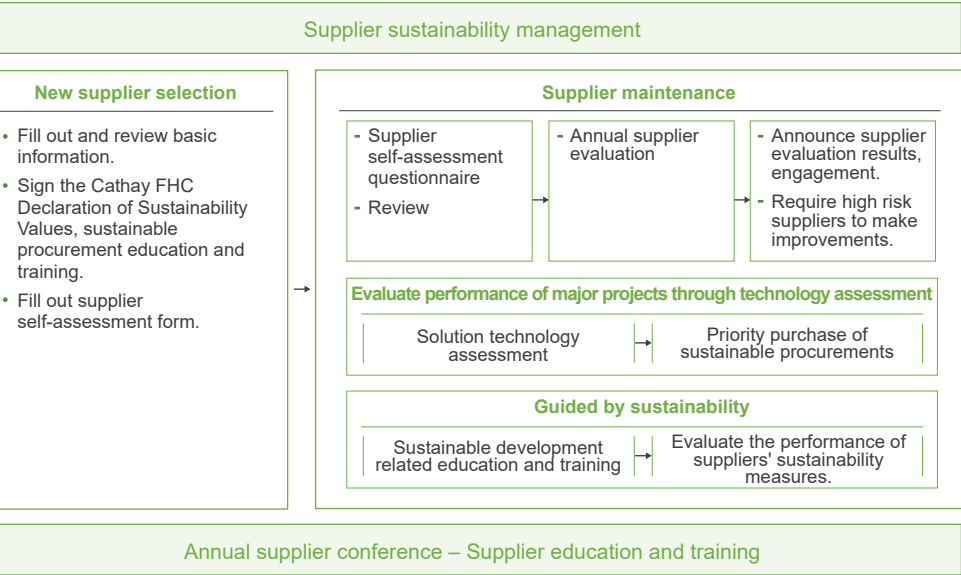 Supplier sustainability management
New supplier selection
• Fill out and review basic
information.
• Sign the Cathay FHC
Declaration of Sustainability
Values, sustainable
procurement education and
training.
• Fill out supplier
self-assessment form.
Supplier maintenance
- Supplier
self-assessment
questionnaire
- Review
- Annual supplier
evaluation
- Announce supplier
evaluation results,
engagement.
- Require high risk
suppliers to make
improvements.
Evaluate performance of major projects through technology assessment
Solution technology
assessment
Priority purchase of
sustainable procurements
Guided by sustainability
Sustainable development
related education and training
Evaluate the performance of
suppliers' sustainability
measures.
Annual supplier conference – Supplier education and training